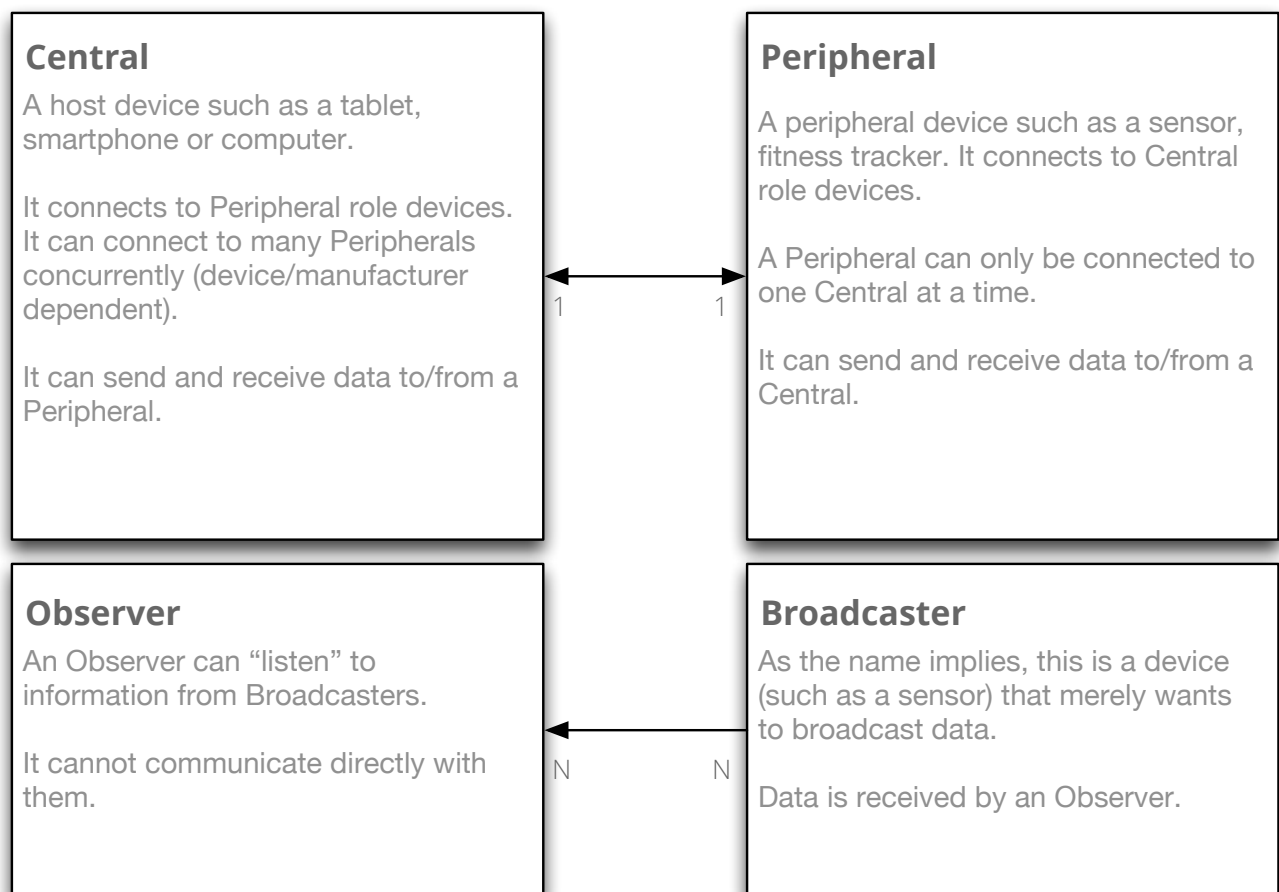 Central
A host device such as a tablet,
smartphone or computer.
It connects to Peripheral role devices.
It can connect to many Peripherals
concurrently (device/manufacturer
dependent).
It can send and receive data to/from a
Peripheral.
1
1
Peripheral
A peripheral device such as a sensor,
fitness tracker. It connects to Central
role devices.
A Peripheral can only be connected to
one Central at a time.
It can send and receive data to/from a
Central.
Observer
An Observer can “listen” to
information from Broadcasters.
It cannot communicate directly with
them.
N
N
Broadcaster
As the name implies, this is a device
(such as a sensor) that merely wants
to broadcast data.
Data is received by an Observer.